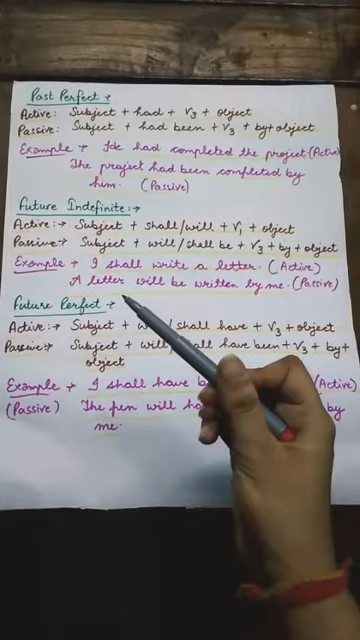 Past Perfect :→
Active: Subject + had + V3 + object
Passive: Subject + had been + V3 + by + object
Example → He had completed the project (Active)
The project had been completed by
him. (Passive)
Future Indefinite :→
Active :→ Subject + shall/will + V1 + object
Passive :→ Subject + will/shall be + V3 + by + object
Example → I shall write a letter. (Active)
A letter will be written by me. (Passive)
Future Perfect →
Active :→ Subject + will/shall have + V3 + object
Passive :→ Subject + will/shall have been + V3 + by +
object
Example → I shall have (Active)
(Passive) The pen will by
me.